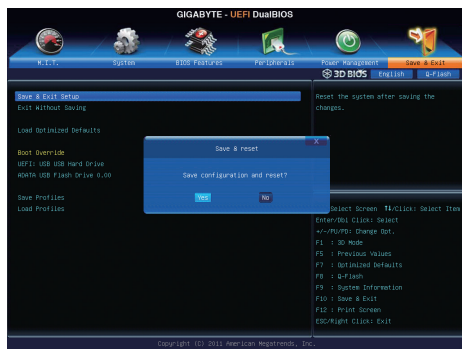 GIGABYTE - UEFI DualBIOS
M.I.T. System BIOS Features Peripherals Power Management Save & Exit
3D BIOS English Q-Flash
Save & Exit Setup
Exit Without Saving
Load Optimized Defaults
Boot Override
UEFI: USB USB Hard Drive
ADATA USB Flash Drive 0.00
Save Profiles
Load Profiles
Reset the system after saving the
changes.
Save & reset
X
Save configuration and reset?
Yes No
Select Screen ↑↓/Click: Select Item
Enter/Dbl Click: Select
+/-/PU/PD: Change Opt.
F1 : 3D Mode
F5 : Previous Values
F7 : Optimized Defaults
F8 : Q-Flash
F9 : System Information
F10 : Save & Exit
F12 : Print Screen
ESC/Right Click: Exit
Copyright (C) 2011 American Megatrends, Inc.